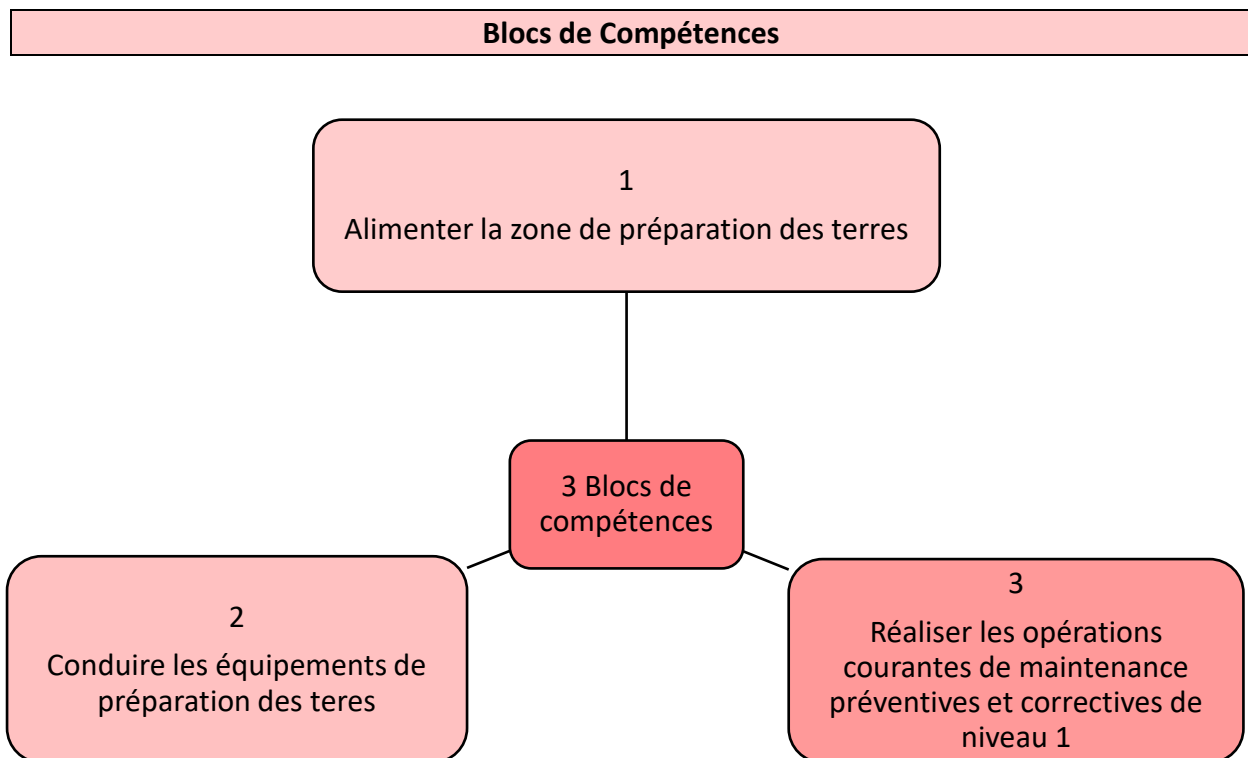 Blocs de Compétences
1
Alimenter la zone de préparation des terres
3 Blocs de
compétences
2
Conduire les équipements de
préparation des teres
3
Réaliser les opérations
courantes de maintenance
préventives et correctives de
niveau 1